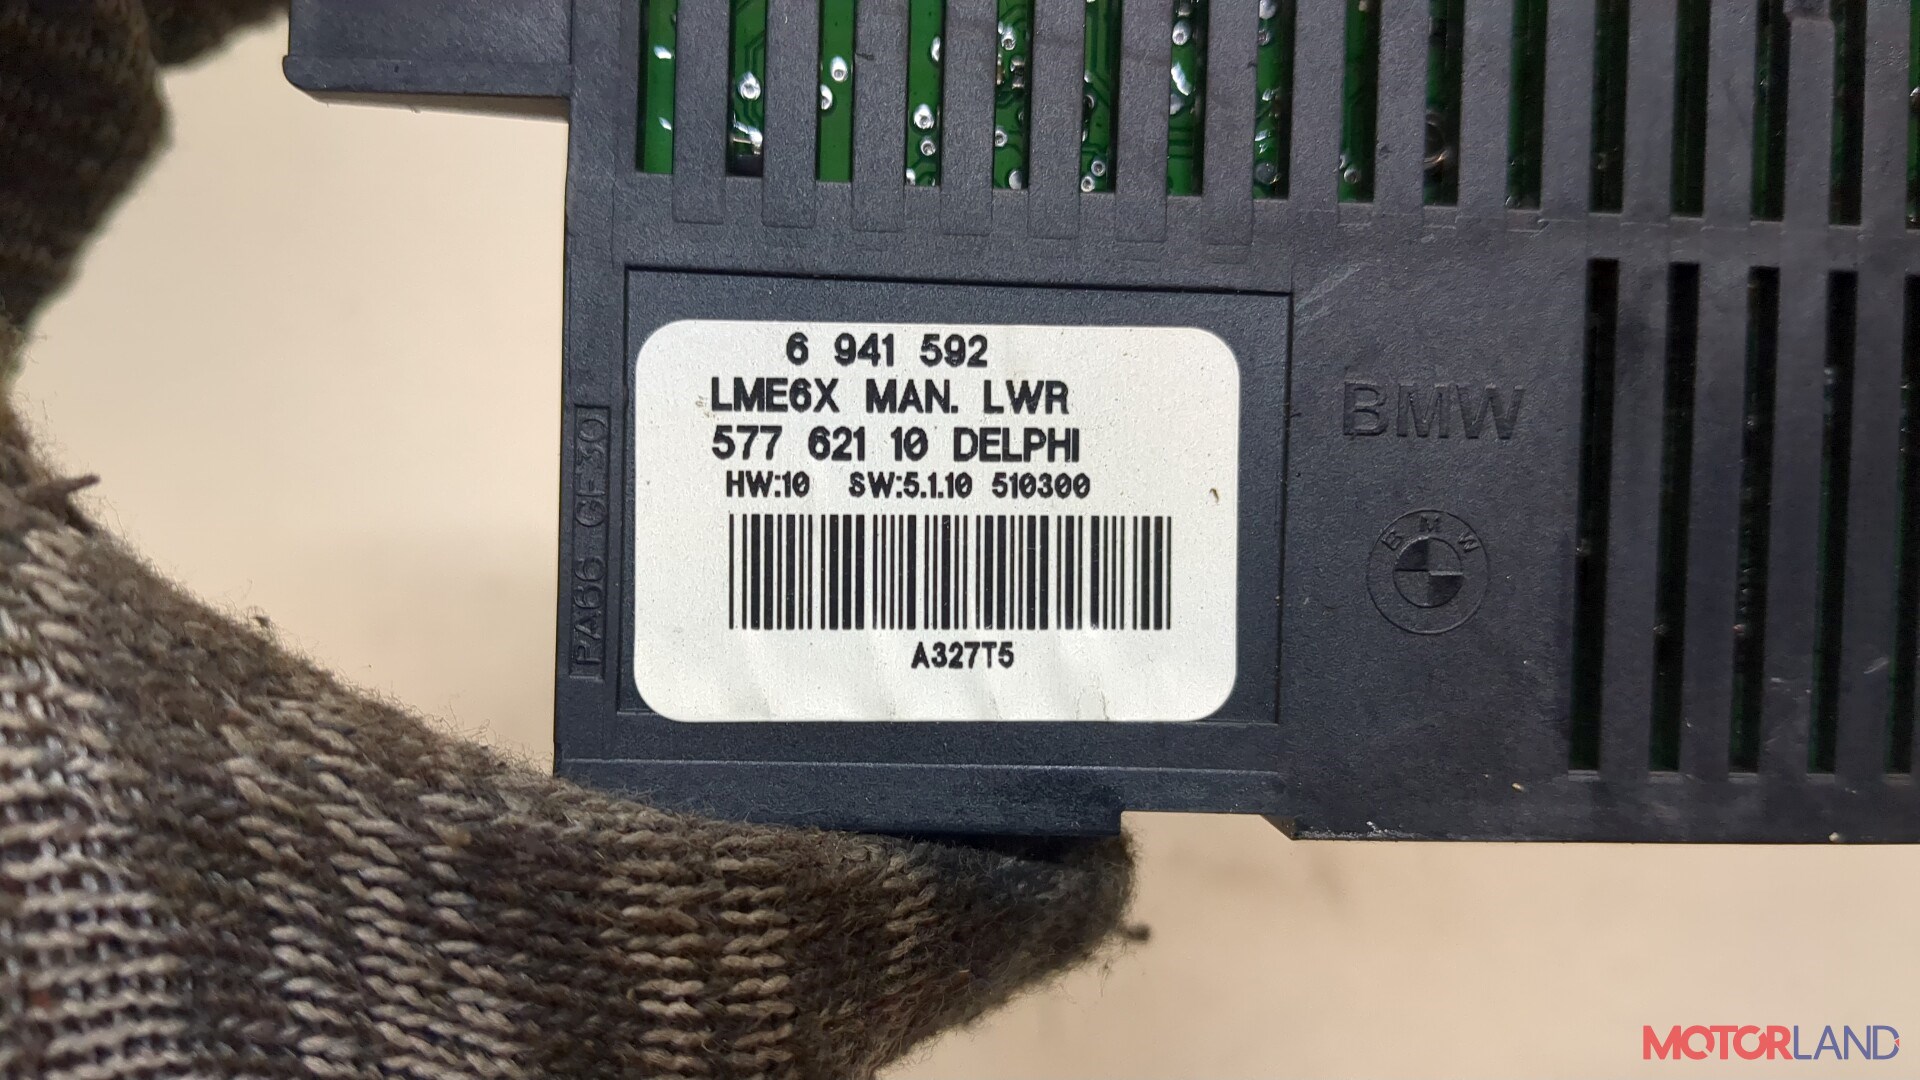 6 941 592
LME6X MAN. LWR
577 621 10 DELPHI
HW:10 SW:5.1.10 510300
A327T5
PA66 GF30
BMW
B M W
MOTORLAND